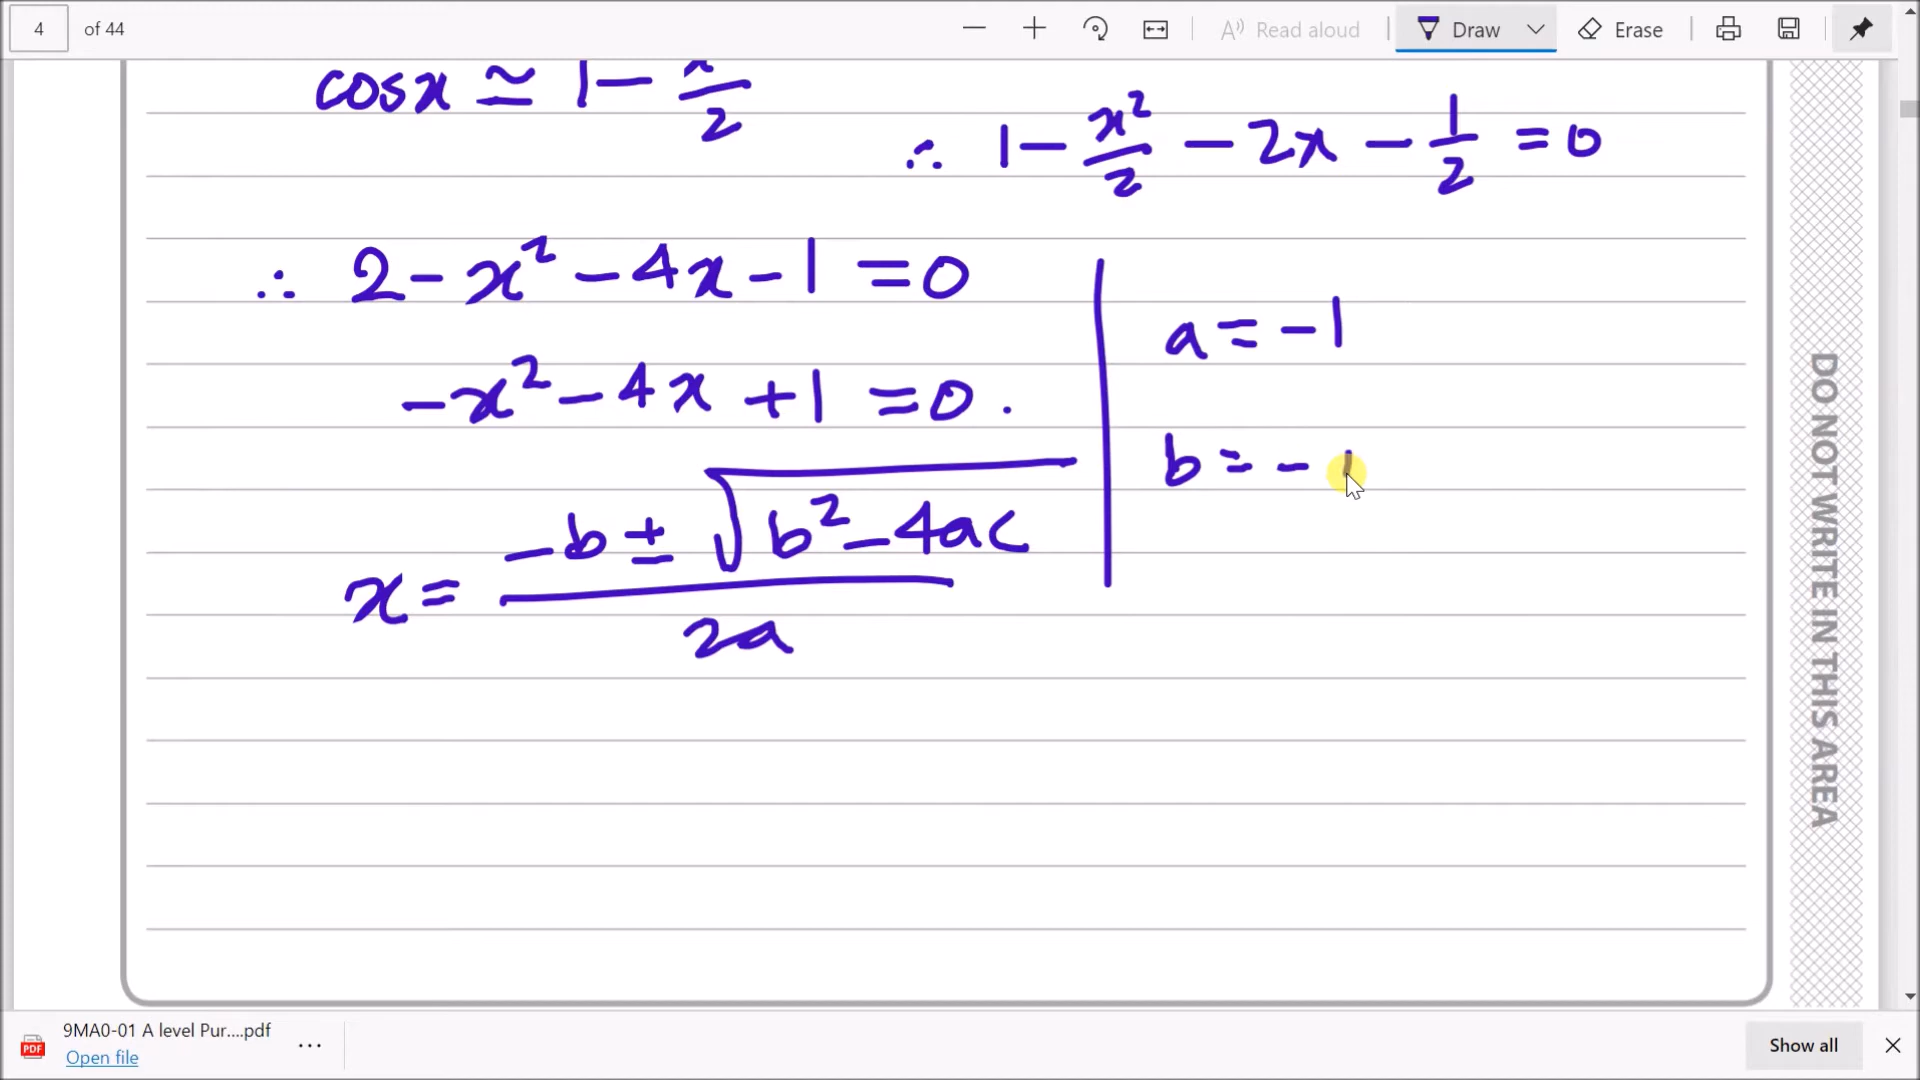 4 of 44 Read aloud Draw Erase
cosx ≃ 1 - x²/2
∴ 1 - x²/2 - 2x - 1/2 = 0
∴ 2 - x² - 4x - 1 = 0
-x² - 4x + 1 = 0.
x = (-b ± √(b² - 4ac)) / 2a
a = -1
b = -
DO NOT WRITE IN THIS AREA
9MA0-01 A level Pur....pdf
Open file
Show all